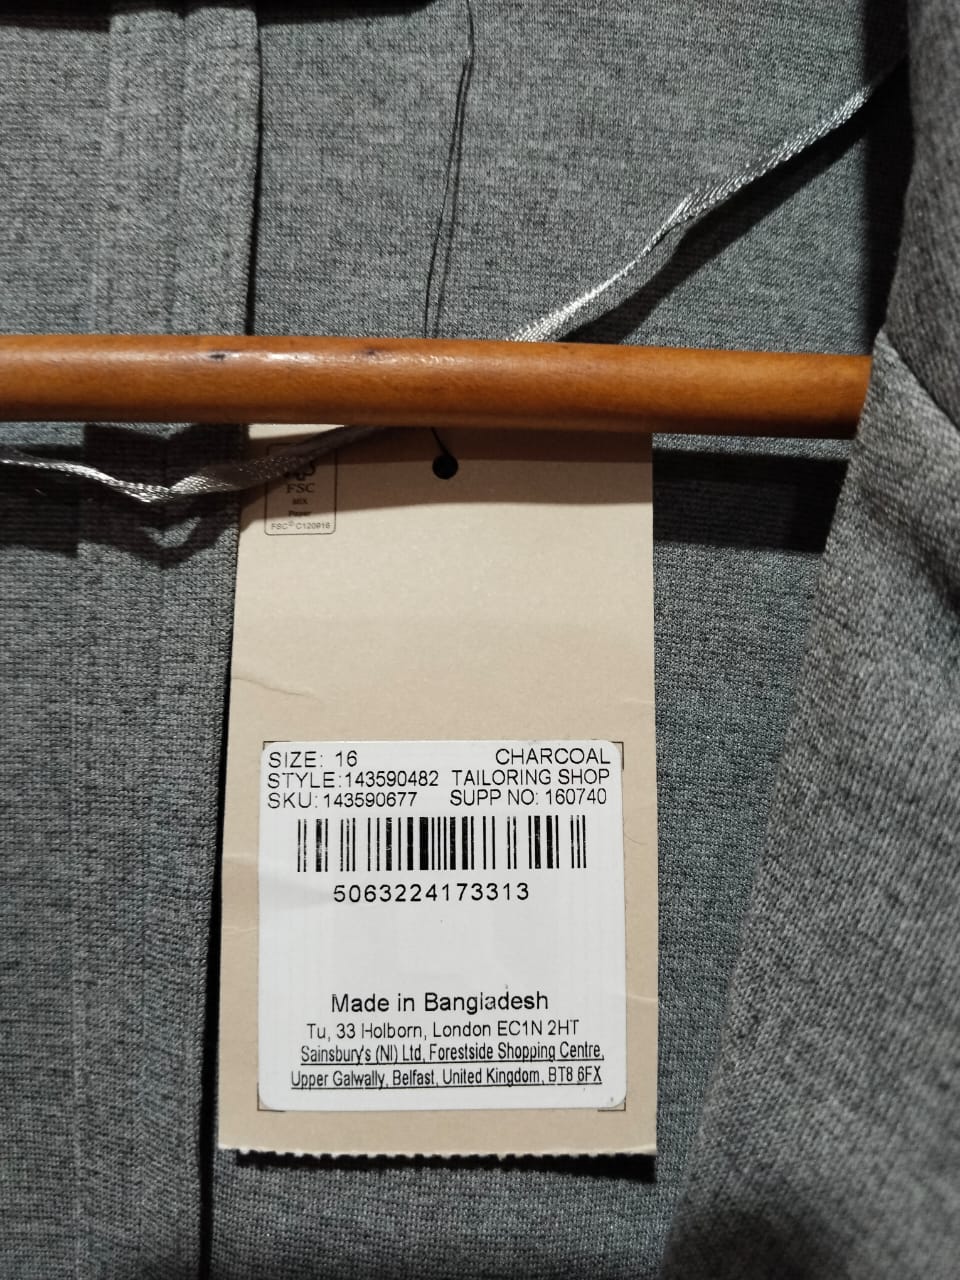 FSC
MIX
Paper
FSC® C120916
SIZE: 16 CHARCOAL
STYLE:143590482 TAILORING SHOP
SKU:143590677 SUPP NO: 160740
5063224173313
Made in Bangladesh
Tu, 33 Holborn, London EC1N 2HT
Sainsbury's (NI) Ltd, Forestside Shopping Centre,
Upper Galwally, Belfast, United Kingdom, BT8 6FX